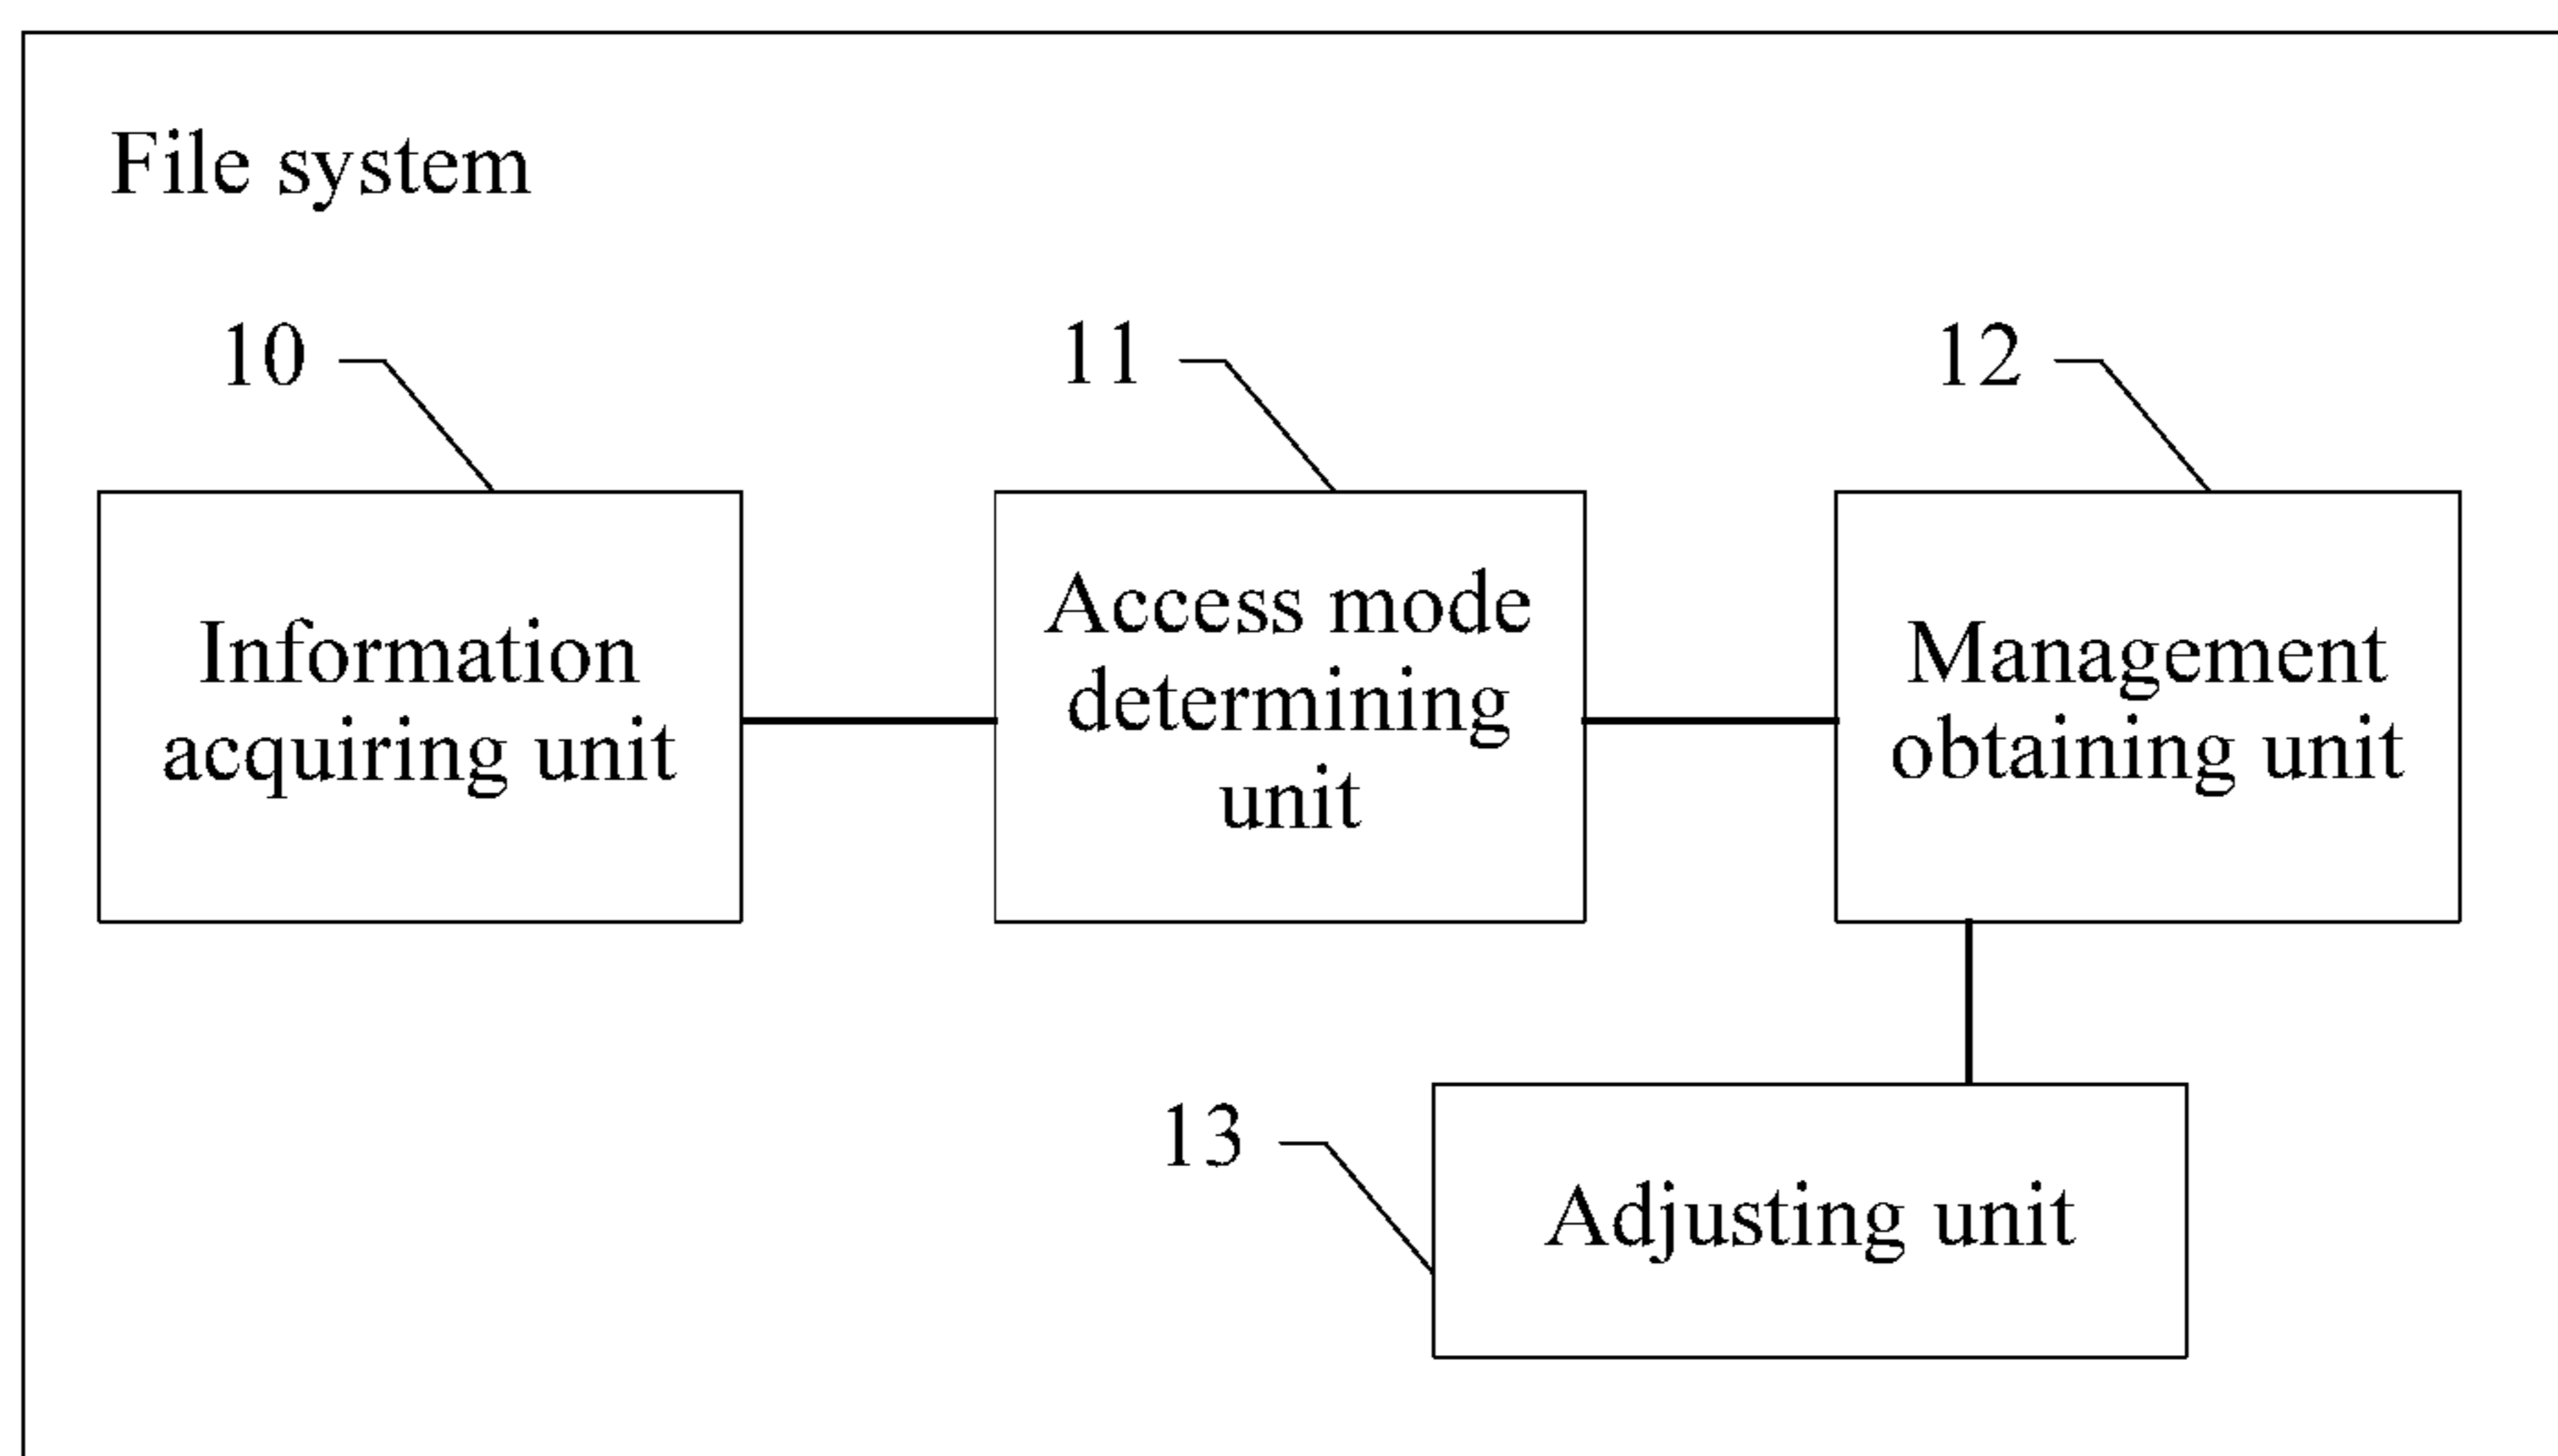 File system
10
11
12
Information
acquiring unit
Access mode
determining
unit
Management
obtaining unit
13
Adjusting unit